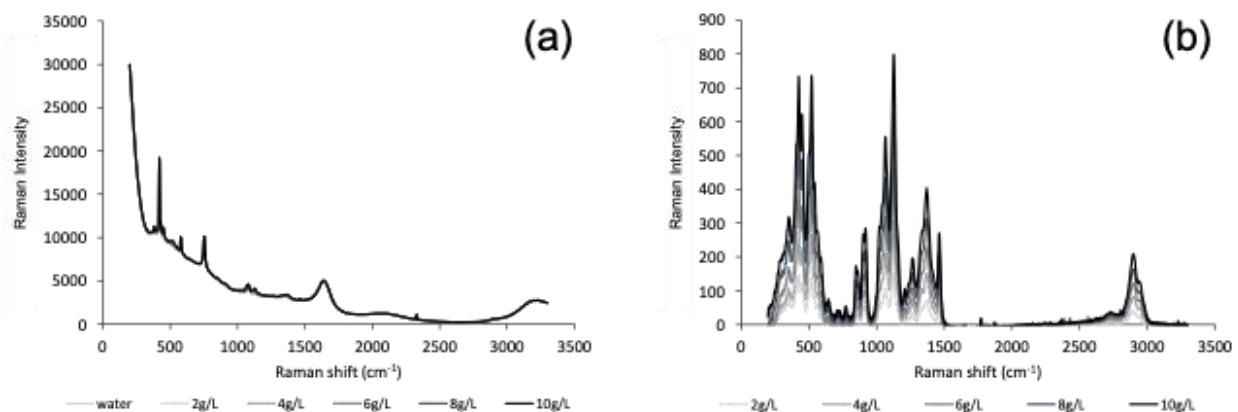 (a)
35000
30000
25000
20000
15000
10000
5000
0
Raman Intensity
0 500 1000 1500 2000 2500 3000 3500
Raman shift (cm⁻¹)
water 2g/L 4g/L 6g/L 8g/L 10g/L
(b)
900
800
700
600
500
400
300
200
100
0
Raman Intensity
0 500 1000 1500 2000 2500 3000 3500
Raman shift (cm⁻¹)
2g/L 4g/L 6g/L 8g/L 10g/L